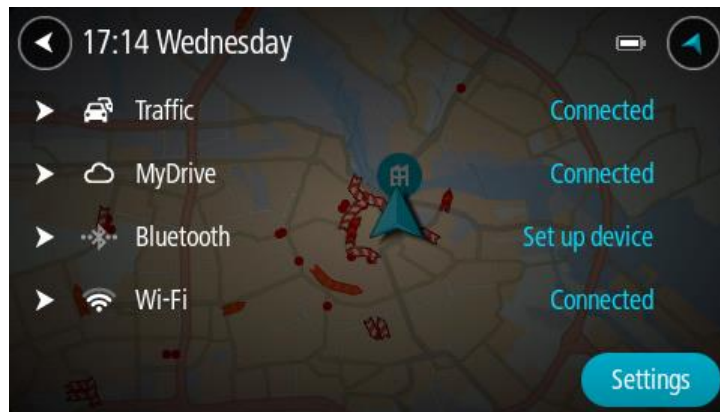 17:14 Wednesday
Traffic Connected
MyDrive Connected
Bluetooth Set up device
Wi-Fi Connected
Settings